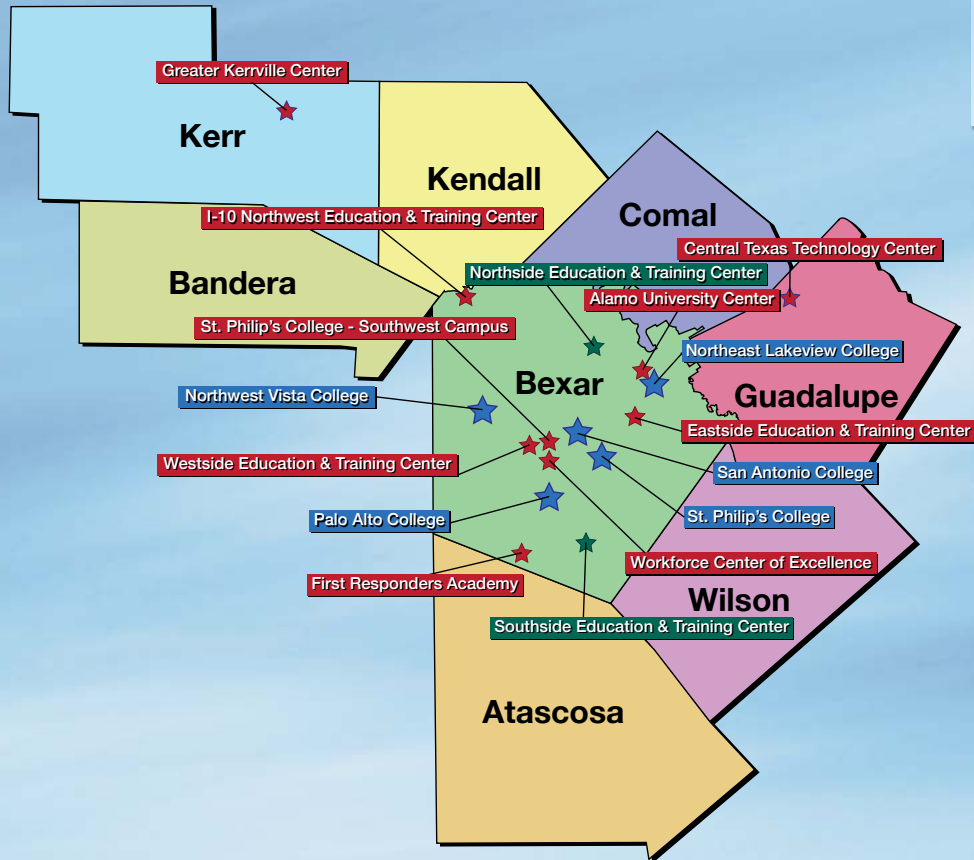 Greater Kerrville Center
Kerr
Kendall
I-10 Northwest Education & Training Center
Comal
Central Texas Technology Center
Northside Education & Training Center
Bandera
Alamo University Center
St. Philip's College - Southwest Campus
Northeast Lakeview College
Bexar
Northwest Vista College
Guadalupe
Eastside Education & Training Center
Westside Education & Training Center
San Antonio College
Palo Alto College
St. Philip's College
Workforce Center of Excellence
First Responders Academy
Wilson
Southside Education & Training Center
Atascosa